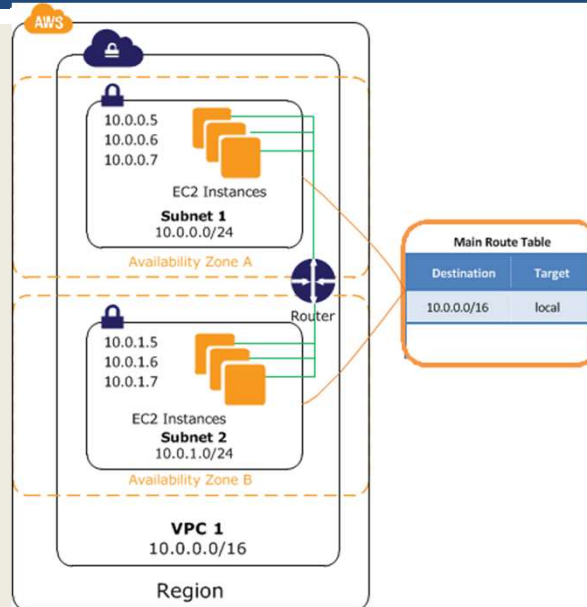 AWS
10.0.0.5
10.0.0.6
10.0.0.7
EC2 Instances
Subnet 1
10.0.0.0/24
Availability Zone A
Router
10.0.1.5
10.0.1.6
10.0.1.7
EC2 Instances
Subnet 2
10.0.1.0/24
Availability Zone B
VPC 1
10.0.0.0/16
Region
Main Route Table
Destination Target
10.0.0.0/16 local